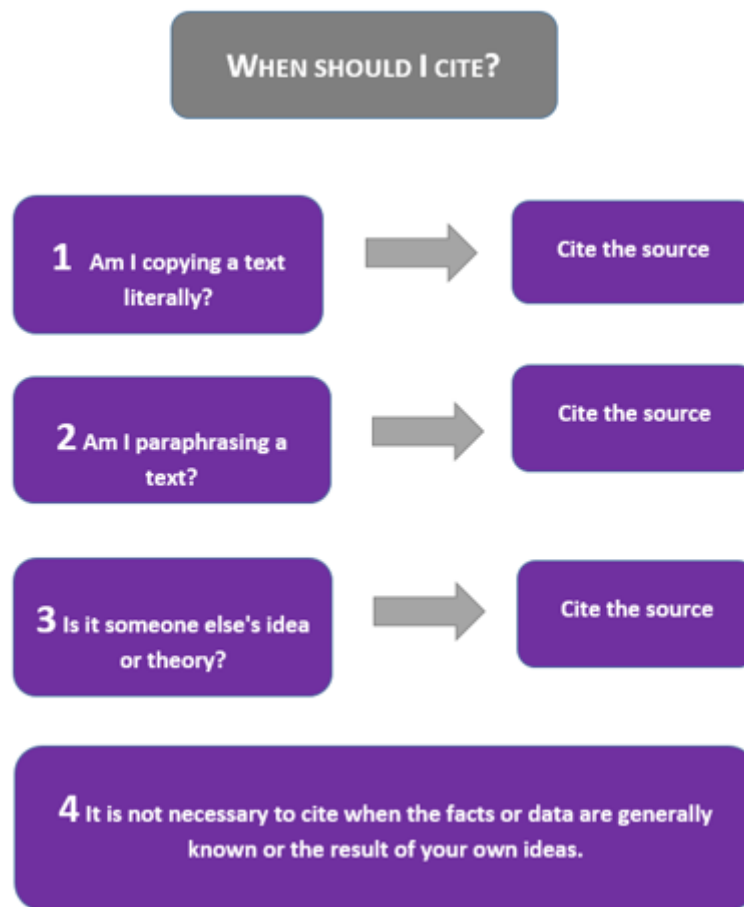 WHEN SHOULD I CITE?
1 Am I copying a text
literally?
Cite the source
2 Am I paraphrasing a
text?
Cite the source
3 Is it someone else's idea
or theory?
Cite the source
4 It is not necessary to cite when the facts or data are generally
known or the result of your own ideas.